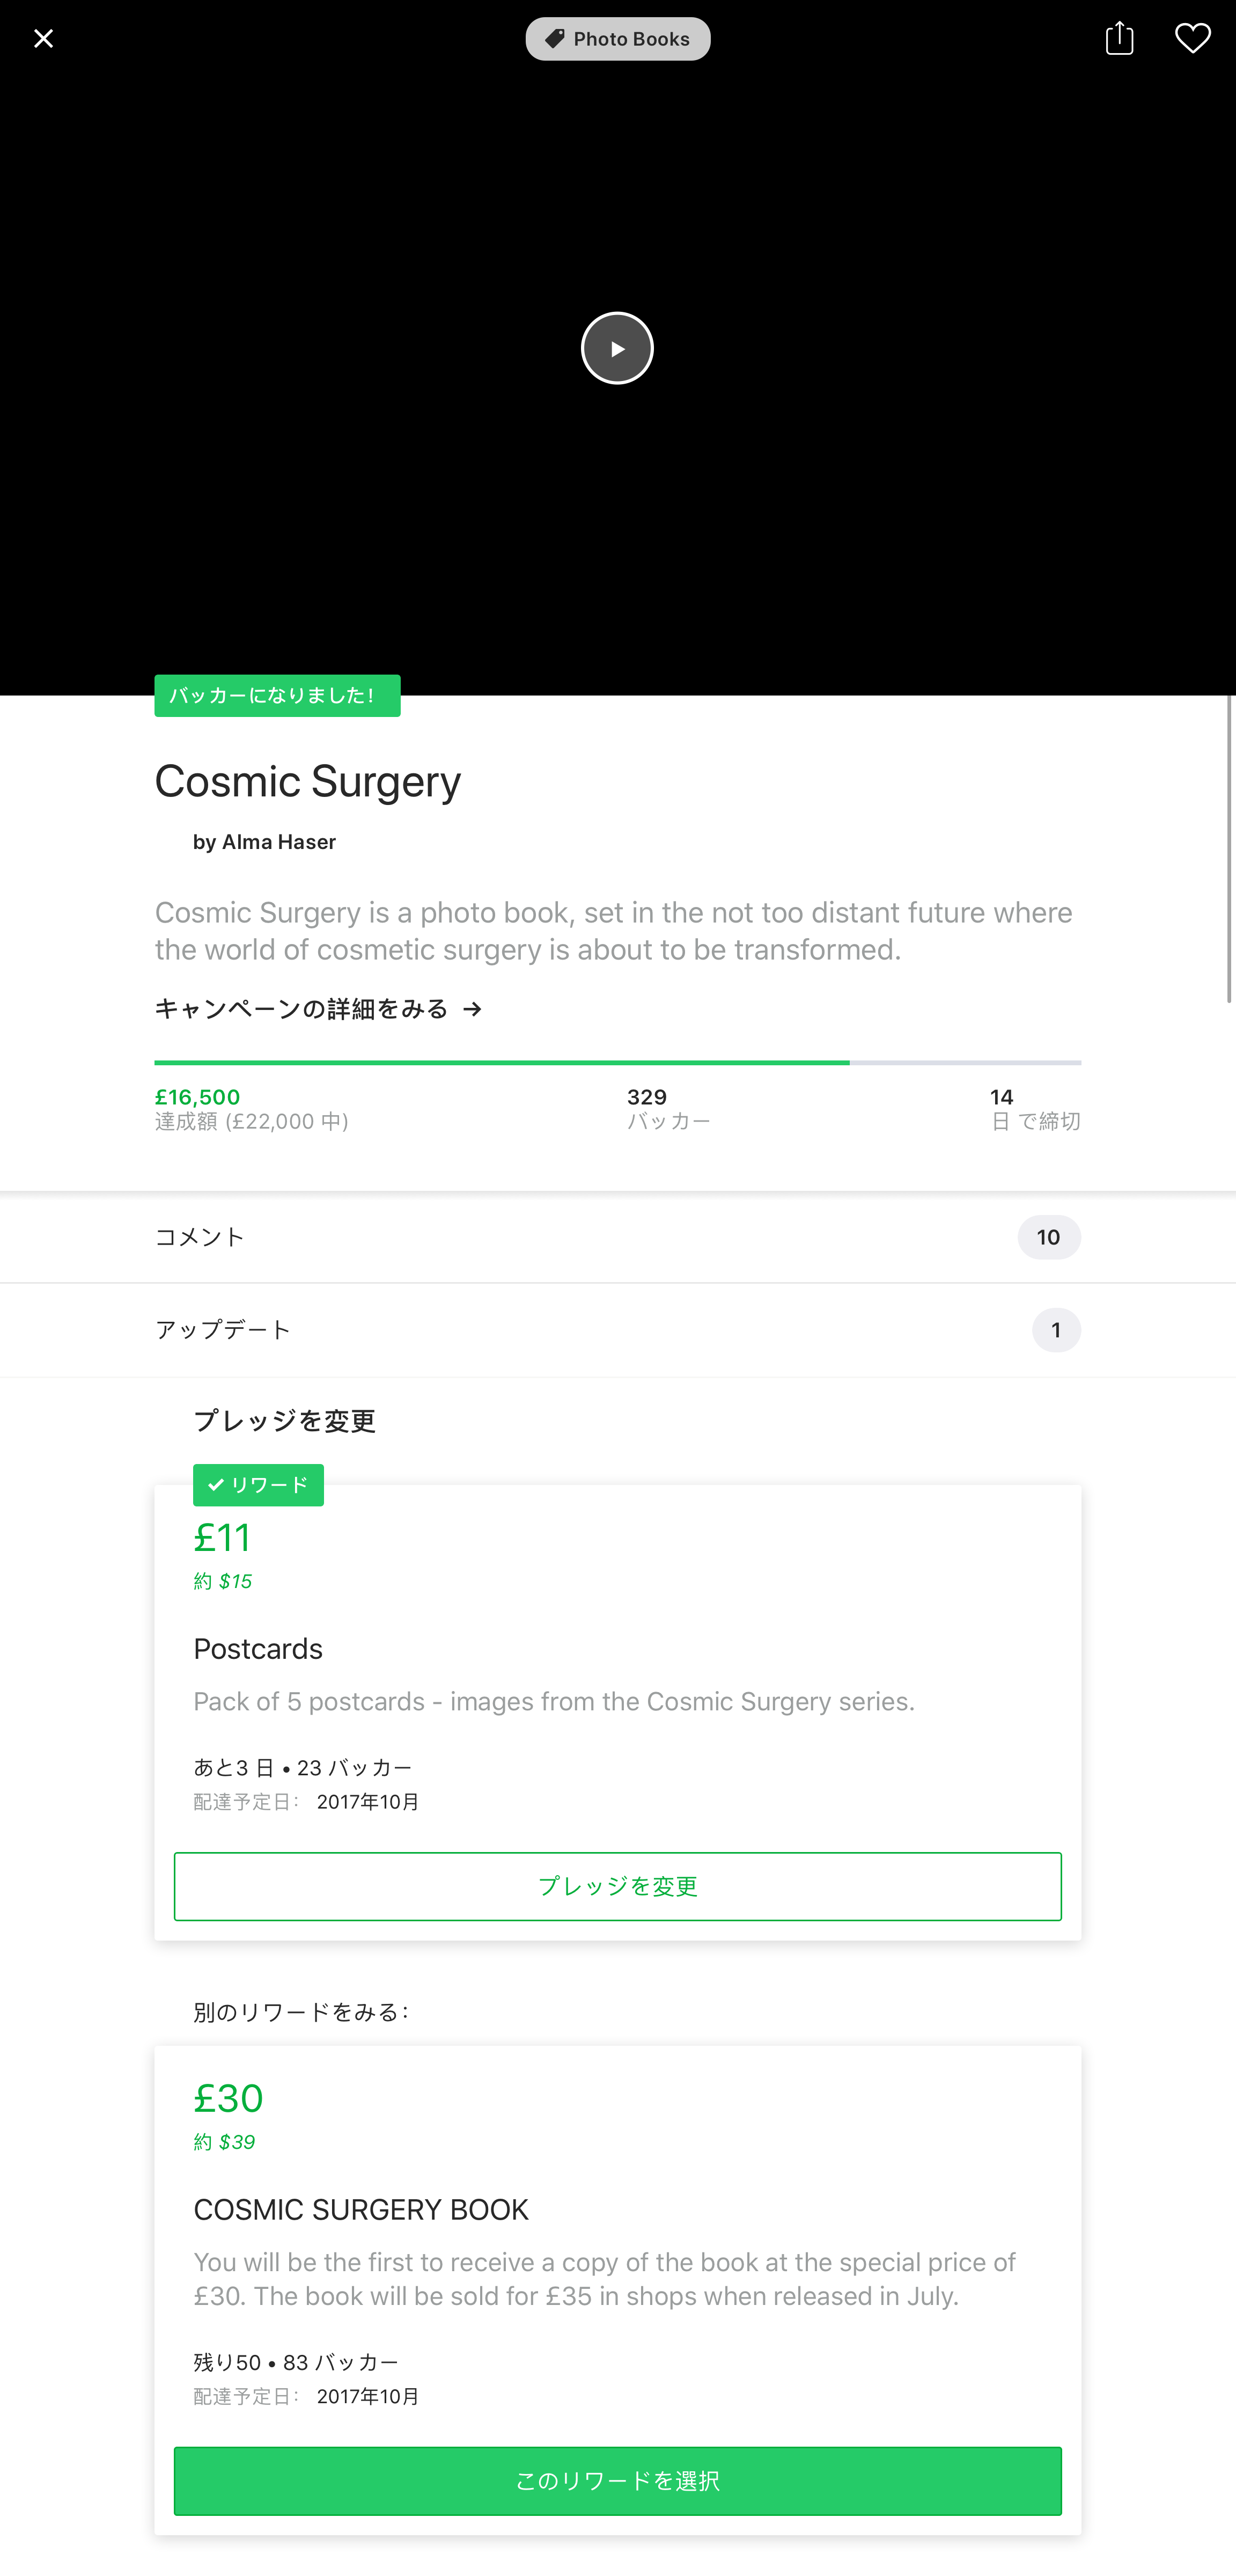 Photo Books
バッカーになりました!
Cosmic Surgery
by Alma Haser
Cosmic Surgery is a photo book, set in the not too distant future where
the world of cosmetic surgery is about to be transformed.
キャンペーンの詳細をみる →
£16,500
達成額 (£22,000 中)
329
バッカー
14
日 で締切
コメント
10
アップデート
1
プレッジを変更
✔ リワード
£11
約 $15
Postcards
Pack of 5 postcards - images from the Cosmic Surgery series.
あと3 日 • 23 バッカー
配達予定日: 2017年10月
プレッジを変更
別のリワードをみる:
£30
約 $39
COSMIC SURGERY BOOK
You will be the first to receive a copy of the book at the special price of
£30. The book will be sold for £35 in shops when released in July.
残り50 • 83 バッカー
配達予定日: 2017年10月
このリワードを選択